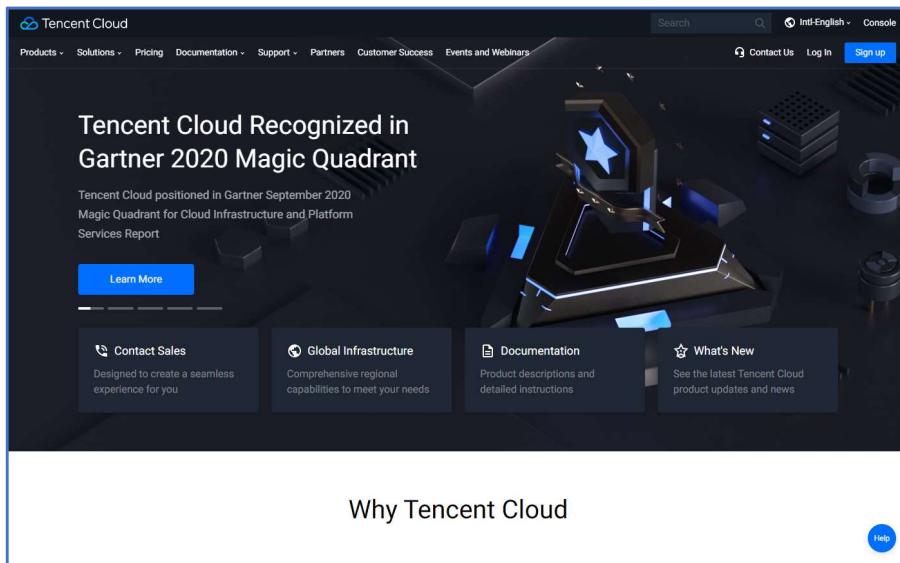 Tencent Cloud
Search
Intl-English
Console
Products
Solutions
Pricing
Documentation
Support
Partners
Customer Success
Events and Webinars
Contact Us
Log In
Sign up
Tencent Cloud Recognized in
Gartner 2020 Magic Quadrant
Tencent Cloud positioned in Gartner September 2020
Magic Quadrant for Cloud Infrastructure and Platform
Services Report
Learn More
Contact Sales
Designed to create a seamless
experience for you
Global Infrastructure
Comprehensive regional
capabilities to meet your needs
Documentation
Product descriptions and
detailed instructions
What's New
See the latest Tencent Cloud
product updates and news
Why Tencent Cloud
Help